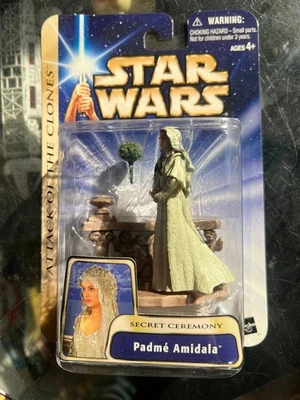 WARNING:
CHOKING HAZARD – Small parts.
Not for children under 3 years.
AGES 4+
STAR
WARS
ATTACK OF THE CLONES
SECRET CEREMONY
Padmé Amidala™